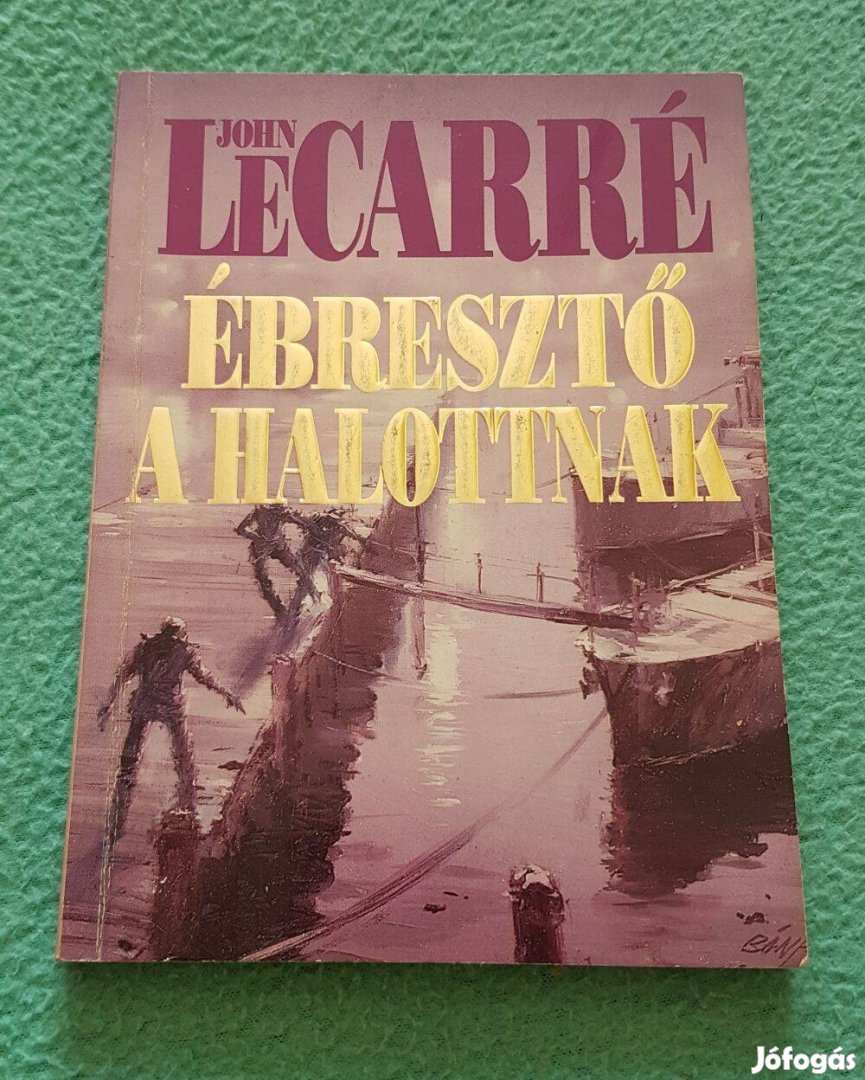 JOHN
LECARRÉ
ÉBRESZTŐ
A HALOTTNAK
Jófogás